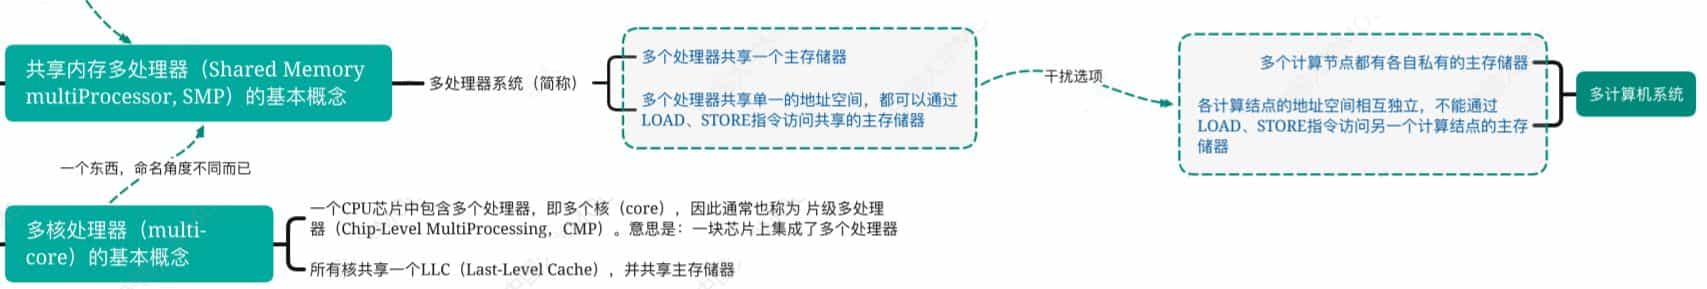 共享内存多处理器（Shared Memory
multiProcessor, SMP）的基本概念
多处理器系统（简称）
多个处理器共享一个主存储器
多个处理器共享单一的地址空间，都可以通过
LOAD、STORE指令访问共享的主存储器
干扰选项
多个计算节点都有各自私有的主存储器
各计算结点的地址空间相互独立，不能通过
LOAD、STORE指令访问另一个计算结点的主存
储器
多计算机系统
一个东西，命名角度不同而已
多核处理器（multi-
core）的基本概念
一个CPU芯片中包含多个处理器，即多个核（core），因此通常也称为 片级多处理
器（Chip-Level MultiProcessing，CMP）。意思是：一块芯片上集成了多个处理器
所有核共享一个LLC（Last-Level Cache），并共享主存储器